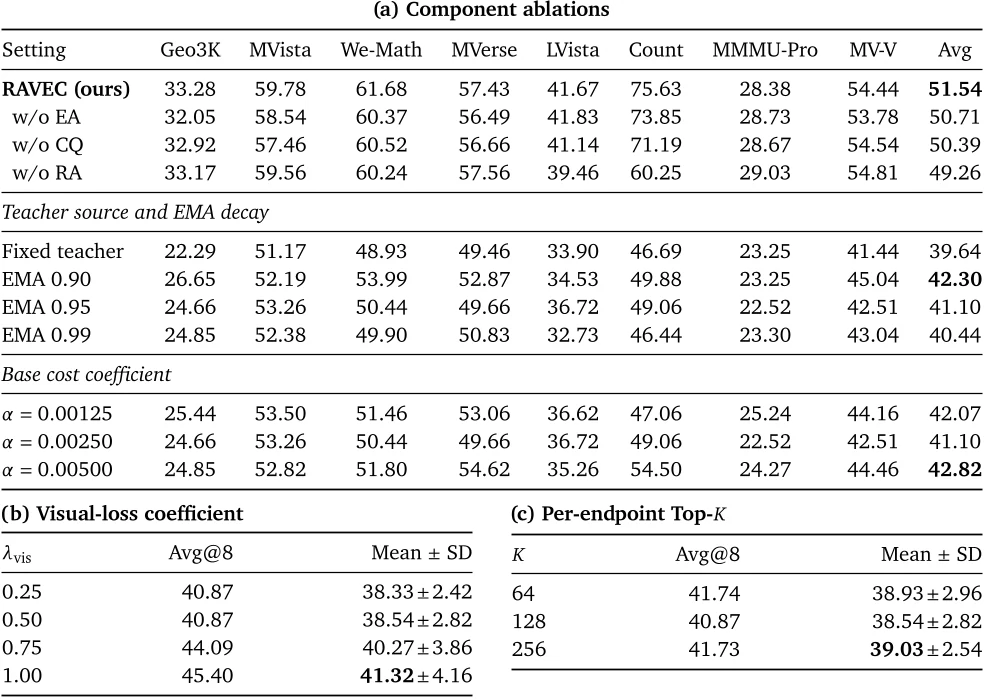 (a) Component ablations
Setting Geo3K MVista We-Math MVerse LVista Count MMMU-Pro MV-V Avg
RAVEC (ours) 33.28 59.78 61.68 57.43 41.67 75.63 28.38 54.44 51.54
w/o EA 32.05 58.54 60.37 56.49 41.83 73.85 28.73 53.78 50.71
w/o CQ 32.92 57.46 60.52 56.66 41.14 71.19 28.67 54.54 50.39
w/o RA 33.17 59.56 60.24 57.56 39.46 60.25 29.03 54.81 49.26
Teacher source and EMA decay
Fixed teacher 22.29 51.17 48.93 49.46 33.90 46.69 23.25 41.44 39.64
EMA 0.90 26.65 52.19 53.99 52.87 34.53 49.88 23.25 45.04 42.30
EMA 0.95 24.66 53.26 50.44 49.66 36.72 49.06 22.52 42.51 41.10
EMA 0.99 24.85 52.38 49.90 50.83 32.73 46.44 23.30 43.04 40.44
Base cost coefficient
α = 0.00125 25.44 53.50 51.46 53.06 36.62 47.06 25.24 44.16 42.07
α = 0.00250 24.66 53.26 50.44 49.66 36.72 49.06 22.52 42.51 41.10
α = 0.00500 24.85 52.82 51.80 54.62 35.26 54.50 24.27 44.46 42.82
(b) Visual-loss coefficient
λvis Avg@8 Mean ± SD
0.25 40.87 38.33±2.42
0.50 40.87 38.54±2.82
0.75 44.09 40.27±3.86
1.00 45.40 41.32±4.16
(c) Per-endpoint Top-K
K Avg@8 Mean ± SD
64 41.74 38.93±2.96
128 40.87 38.54±2.82
256 41.73 39.03±2.54